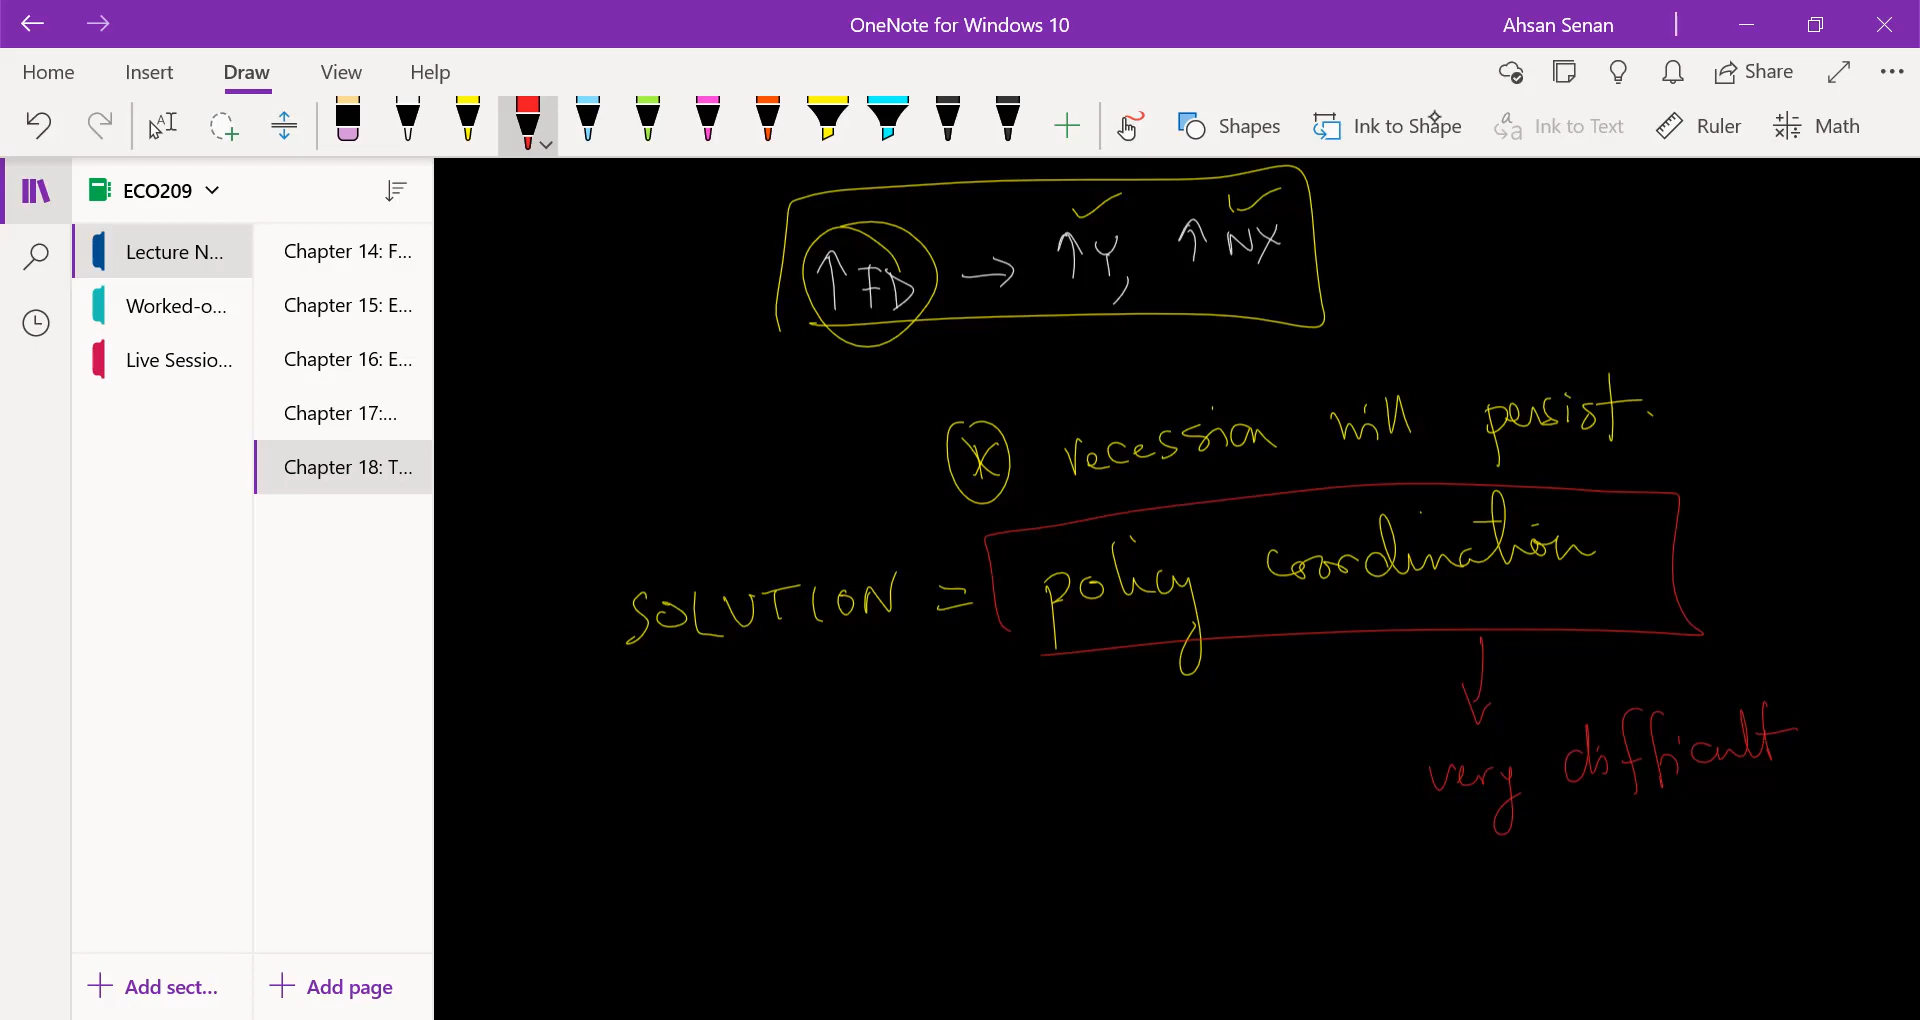 OneNote for Windows 10
Ahsan Senan
Home Insert Draw View Help
Share
Shapes Ink to Shape Ink to Text Ruler Math
ECO209
Lecture N...
Worked-o...
Live Sessio...
Chapter 14: F...
Chapter 15: E...
Chapter 16: E...
Chapter 17:...
Chapter 18: T...
Add sect...
Add page
↑ FD → ↑ Y, ↑ NX
* recession will persist.
SOLUTION = policy coordination
very difficult